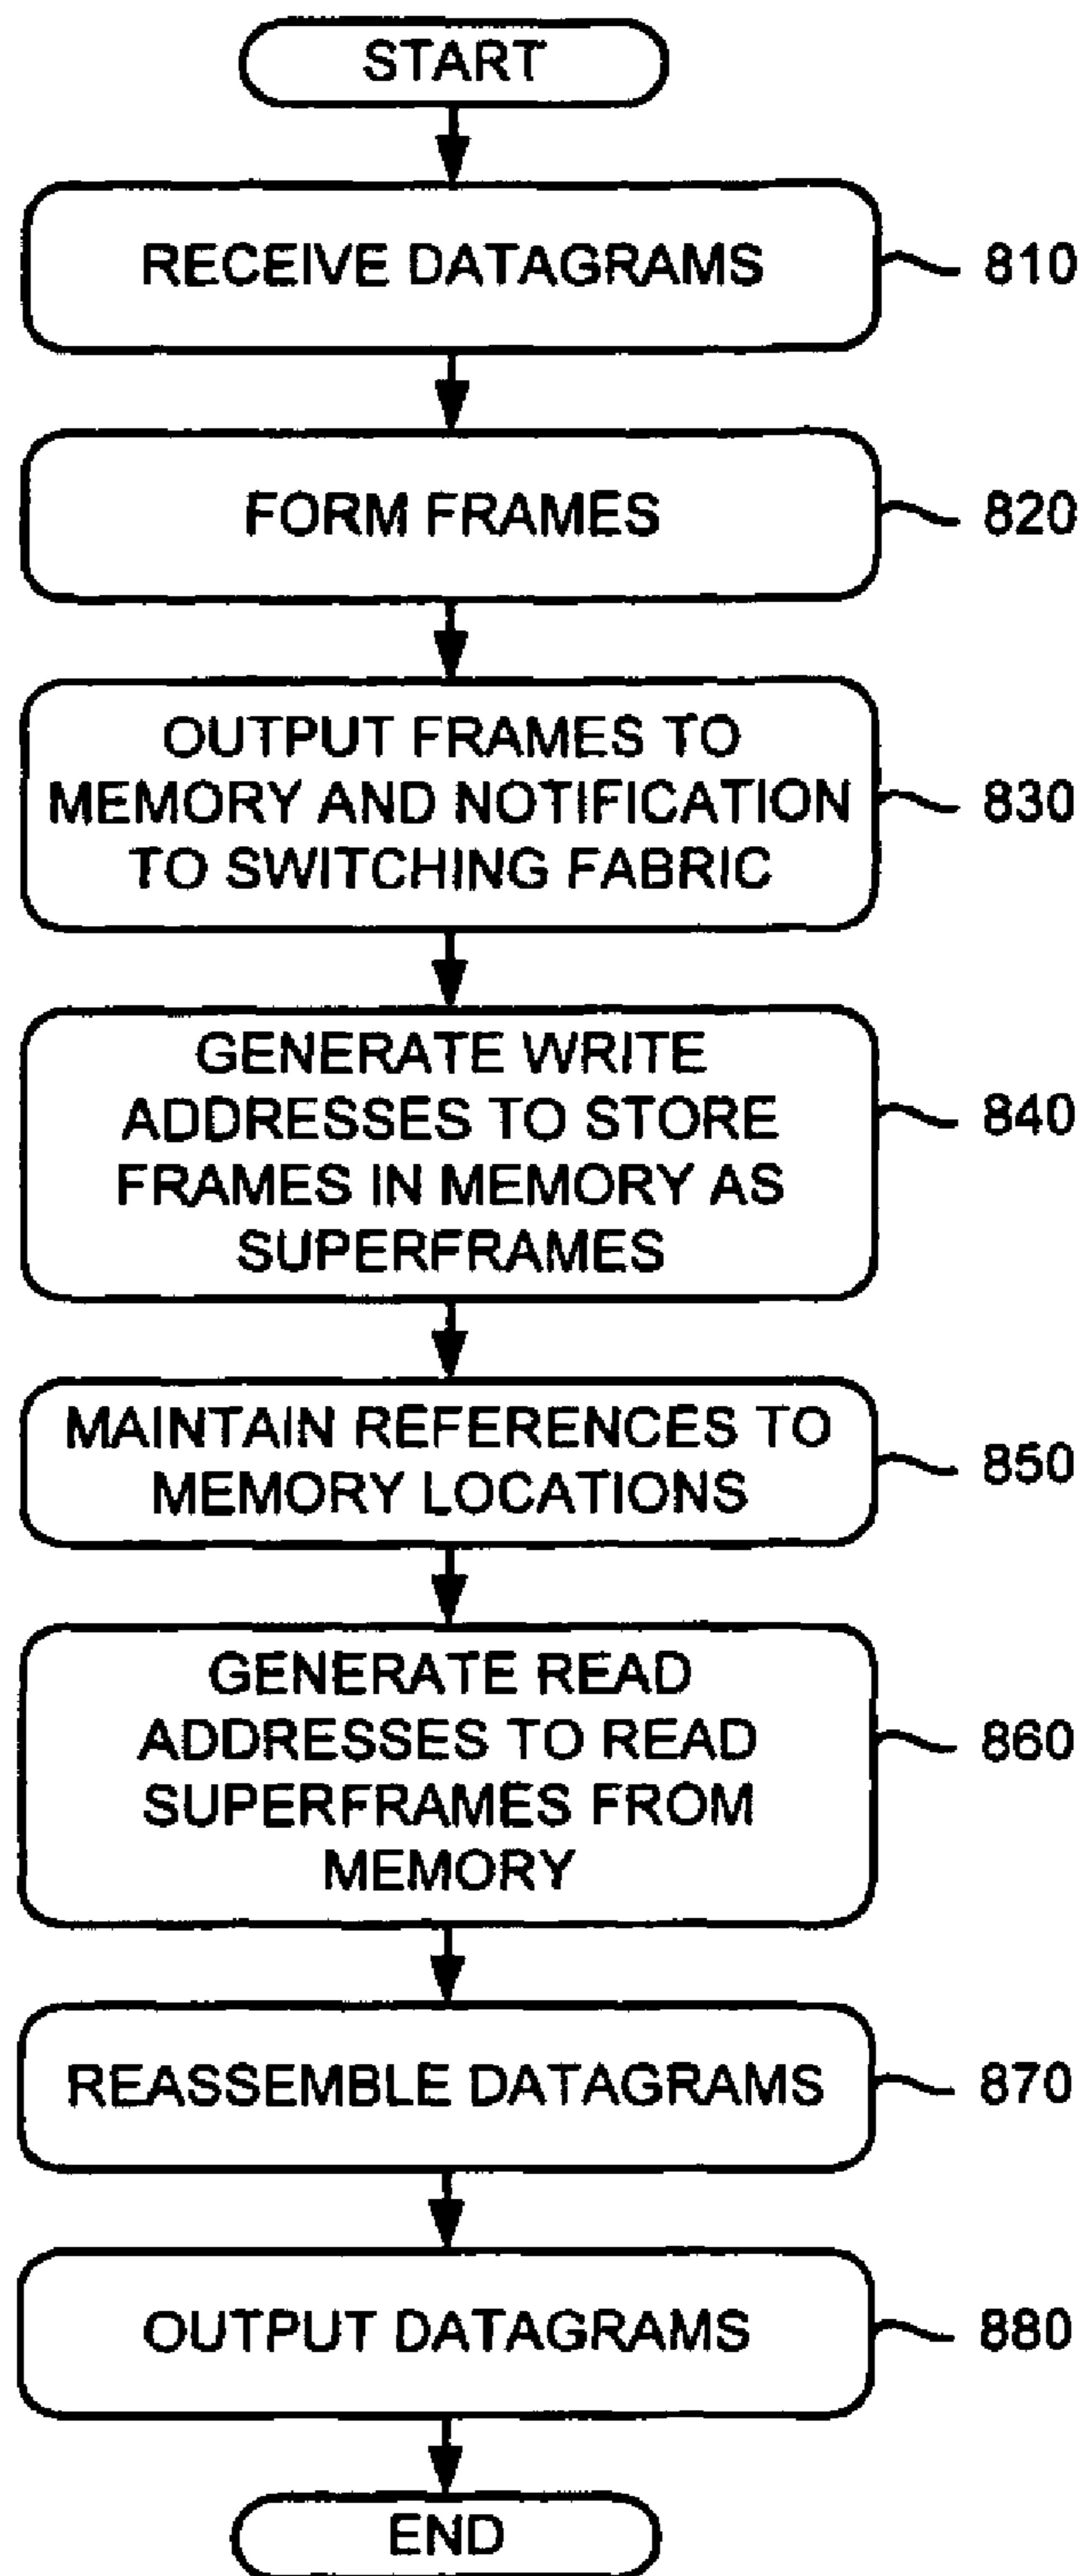 START
RECEIVE DATAGRAMS
810
FORM FRAMES
820
OUTPUT FRAMES TO
MEMORY AND NOTIFICATION
TO SWITCHING FABRIC
830
GENERATE WRITE
ADDRESSES TO STORE
FRAMES IN MEMORY AS
SUPERFRAMES
840
MAINTAIN REFERENCES TO
MEMORY LOCATIONS
850
GENERATE READ
ADDRESSES TO READ
SUPERFRAMES FROM
MEMORY
860
REASSEMBLE DATAGRAMS
870
OUTPUT DATAGRAMS
880
END